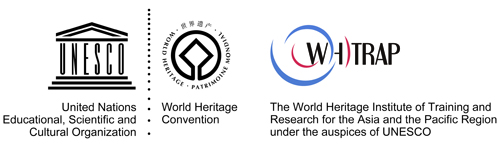 UNESCO
United Nations
Educational, Scientific and
Cultural Organization
世界遗产
WORLD HERITAGE · PATRIMOINE MONDIAL
World Heritage
Convention
WHITRAP
The World Heritage Institute of Training and
Research for the Asia and the Pacific Region
under the auspices of UNESCO